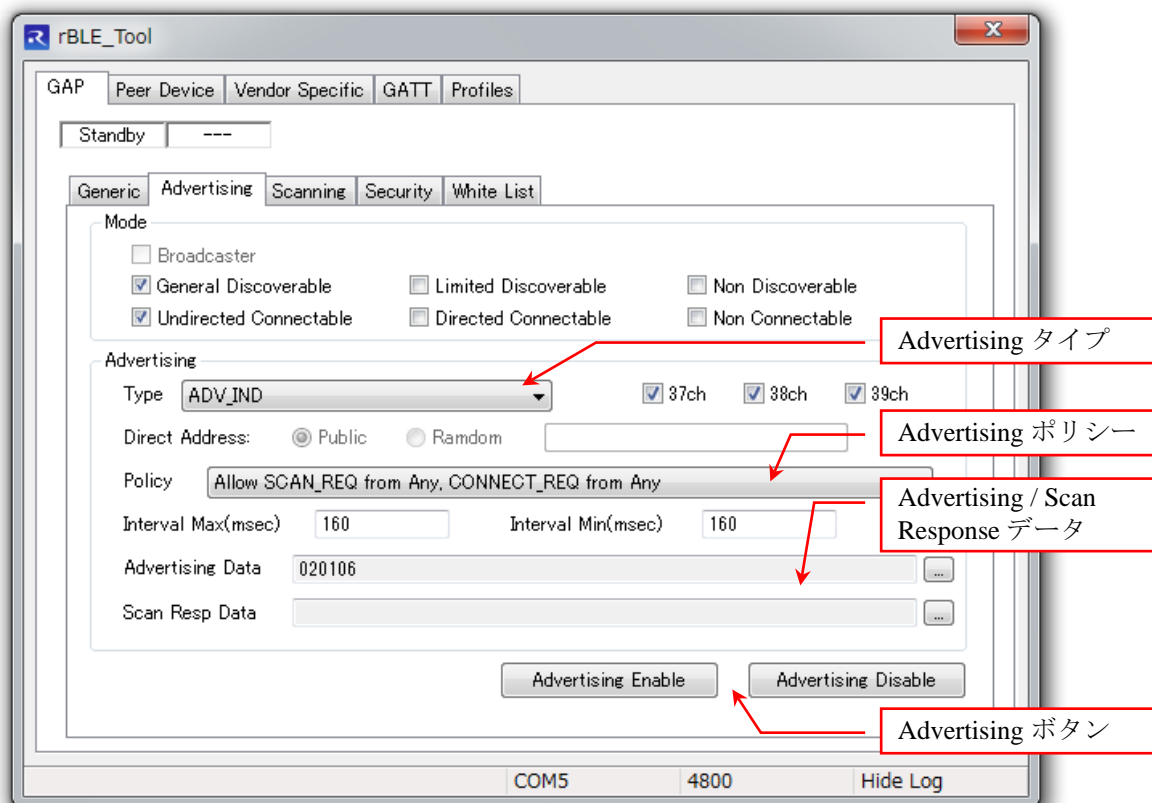 rBLE_Tool
GAP Peer Device Vendor Specific GATT Profiles
Standby ---
Generic Advertising Scanning Security White List
Mode
Broadcaster
General Discoverable Limited Discoverable Non Discoverable
Undirected Connectable Directed Connectable Non Connectable
Advertising タイプ
Advertising
Type ADV_IND 37ch 38ch 39ch
Direct Address: Public Ramdom
Advertising ポリシー
Policy Allow SCAN_REQ from Any, CONNECT_REQ from Any
Advertising / Scan
Response データ
Interval Max(msec) 160 Interval Min(msec) 160
Advertising Data 020106 ...
Scan Resp Data ...
Advertising Enable Advertising Disable
Advertising ボタン
COM5 4800 Hide Log